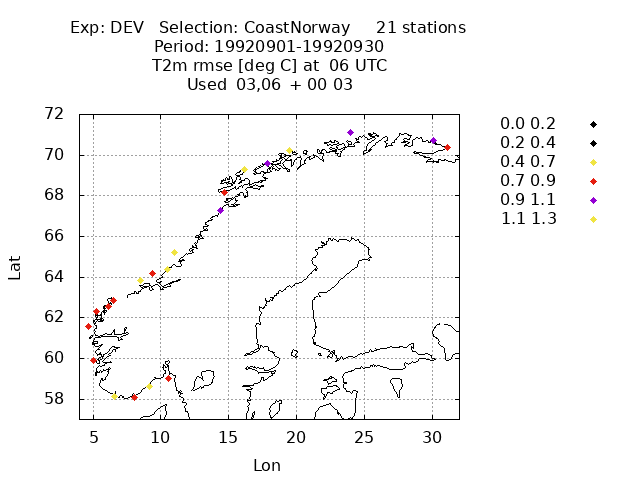 Exp: DEV   Selection: CoastNorway     21 stations
Period: 19920901-19920930
T2m rmse [deg C] at  06 UTC
Used  03,06  + 00 03
72
70
68
66
64
62
60
58
Lat
5 10 15 20 25 30
Lon
0.0 0.2
0.2 0.4
0.4 0.7
0.7 0.9
0.9 1.1
1.1 1.3